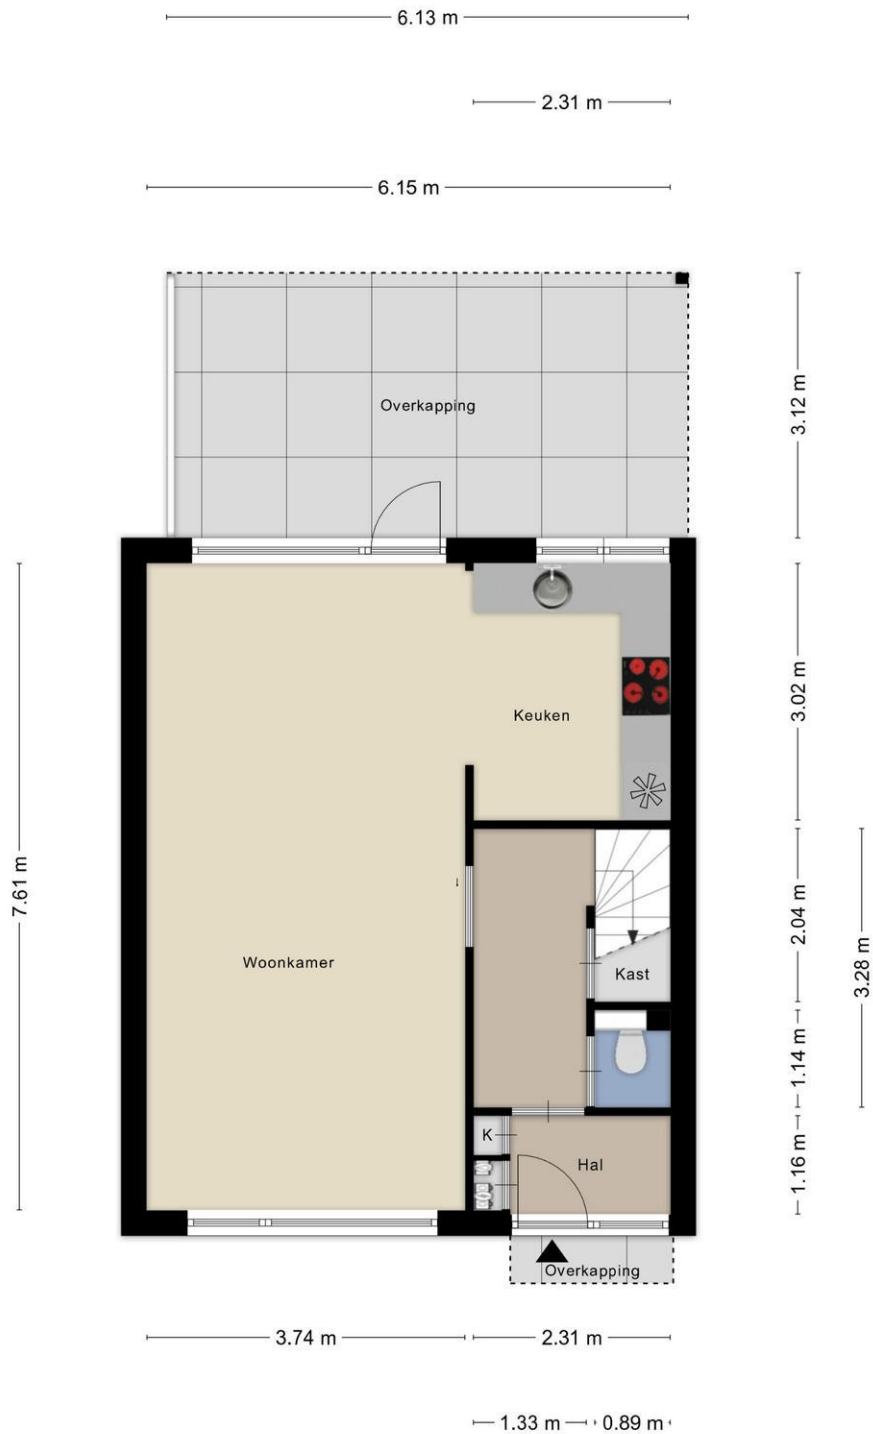 6.13 m
2.31 m
6.15 m
3.12 m
Overkapping
3.02 m
Keuken
7.61 m
2.04 m
Woonkamer
Kast
3.28 m
1.14 m
K
Hal
1.16 m
Overkapping
3.74 m
2.31 m
1.33 m
0.89 m